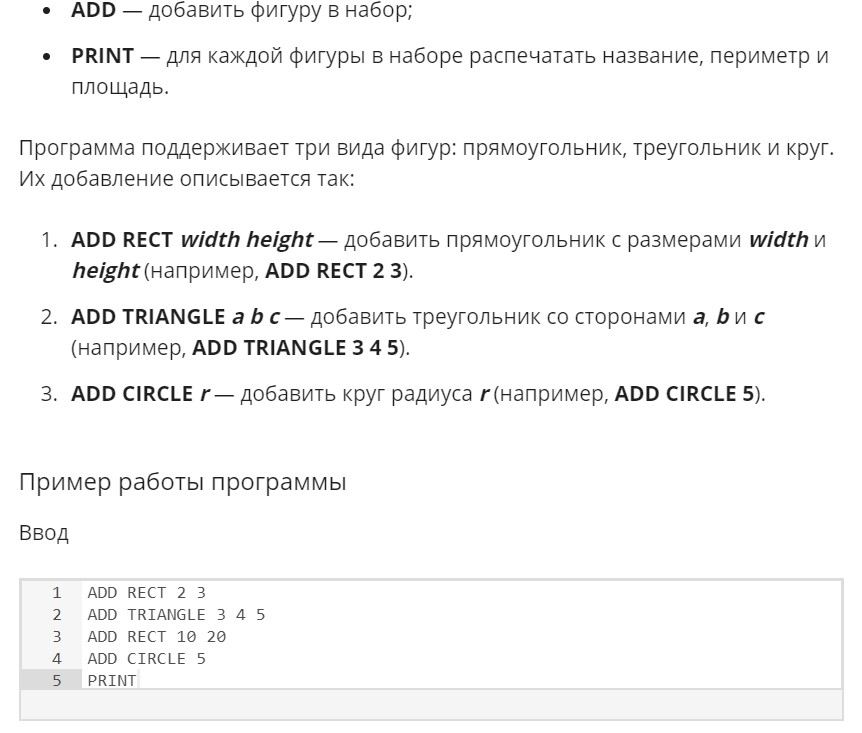 • ADD — добавить фигуру в набор;
• PRINT — для каждой фигуры в наборе распечатать название, периметр и
площадь.
Программа поддерживает три вида фигур: прямоугольник, треугольник и круг.
Их добавление описывается так:
1. ADD RECT width height — добавить прямоугольник с размерами width и
height (например, ADD RECT 2 3).
2. ADD TRIANGLE a b c — добавить треугольник со сторонами a, b и c
(например, ADD TRIANGLE 3 4 5).
3. ADD CIRCLE r — добавить круг радиуса r (например, ADD CIRCLE 5).
Пример работы программы
Ввод
1 ADD RECT 2 3
2 ADD TRIANGLE 3 4 5
3 ADD RECT 10 20
4 ADD CIRCLE 5
5 PRINT